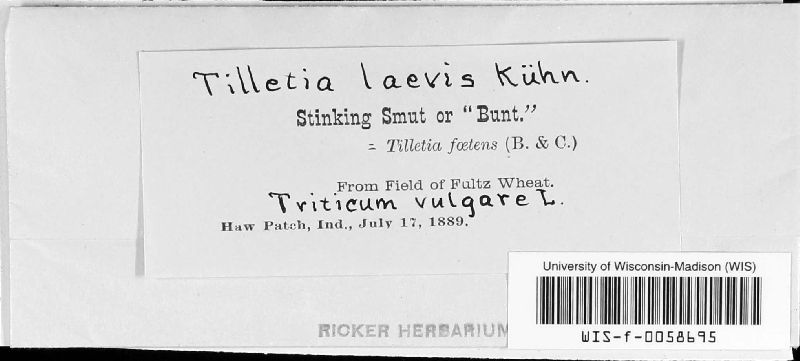 Tilletia laevis Kühn.
Stinking Smut or "Bunt."
= Tilletia fœtens (B. & C.)
From Field of Fultz Wheat.
Triticum vulgare L.
Haw Patch, Ind., July 17, 1889.
University of Wisconsin-Madison (WIS)
WIS-f-0058695
RICKER HERBARIUM